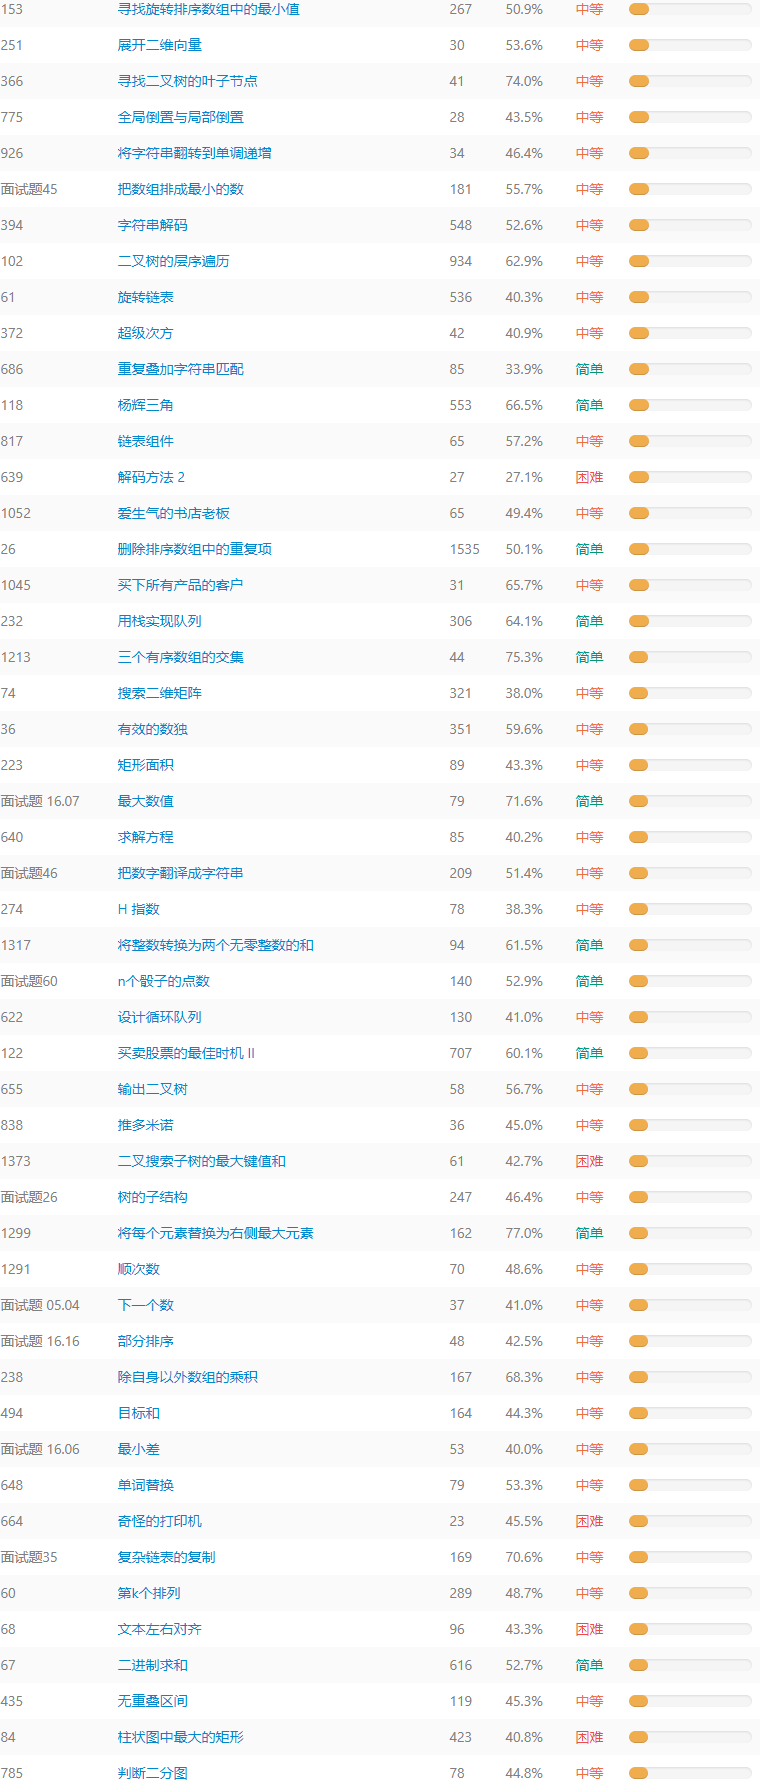 153 寻找旋转排序数组中的最小值 267 50.9% 中等
251 展开二维向量 30 53.6% 中等
366 寻找二叉树的叶子节点 41 74.0% 中等
775 全局倒置与局部倒置 28 43.5% 中等
926 将字符串翻转到单调递增 34 46.4% 中等
面试题45 把数组排成最小的数 181 55.7% 中等
394 字符串解码 548 52.6% 中等
102 二叉树的层序遍历 934 62.9% 中等
61 旋转链表 536 40.3% 中等
372 超级次方 42 40.9% 中等
686 重复叠加字符串匹配 85 33.9% 简单
118 杨辉三角 553 66.5% 简单
817 链表组件 65 57.2% 中等
639 解码方法 2 27 27.1% 困难
1052 爱生气的书店老板 65 49.4% 中等
26 删除排序数组中的重复项 1535 50.1% 简单
1045 买下所有产品的客户 31 65.7% 中等
232 用栈实现队列 306 64.1% 简单
1213 三个有序数组的交集 44 75.3% 简单
74 搜索二维矩阵 321 38.0% 中等
36 有效的数独 351 59.6% 中等
223 矩形面积 89 43.3% 中等
面试题 16.07 最大数值 79 71.6% 简单
640 求解方程 85 40.2% 中等
面试题46 把数字翻译成字符串 209 51.4% 中等
274 H 指数 78 38.3% 中等
1317 将整数转换为两个无零整数的和 94 61.5% 简单
面试题60 n个骰子的点数 140 52.9% 简单
622 设计循环队列 130 41.0% 中等
122 买卖股票的最佳时机 II 707 60.1% 简单
655 输出二叉树 58 56.7% 中等
838 推多米诺 36 45.0% 中等
1373 二叉搜索子树的最大键值和 61 42.7% 困难
面试题26 树的子结构 247 46.4% 中等
1299 将每个元素替换为右侧最大元素 162 77.0% 简单
1291 顺次数 70 48.6% 中等
面试题 05.04 下一个数 37 41.0% 中等
面试题 16.16 部分排序 48 42.5% 中等
238 除自身以外数组的乘积 167 68.3% 中等
494 目标和 164 44.3% 中等
面试题 16.06 最小差 53 40.0% 中等
648 单词替换 79 53.3% 中等
664 奇怪的打印机 23 45.5% 困难
面试题35 复杂链表的复制 169 70.6% 中等
60 第k个排列 289 48.7% 中等
68 文本左右对齐 96 43.3% 困难
67 二进制求和 616 52.7% 简单
435 无重叠区间 119 45.3% 中等
84 柱状图中最大的矩形 423 40.8% 困难
785 判断二分图 78 44.8% 中等